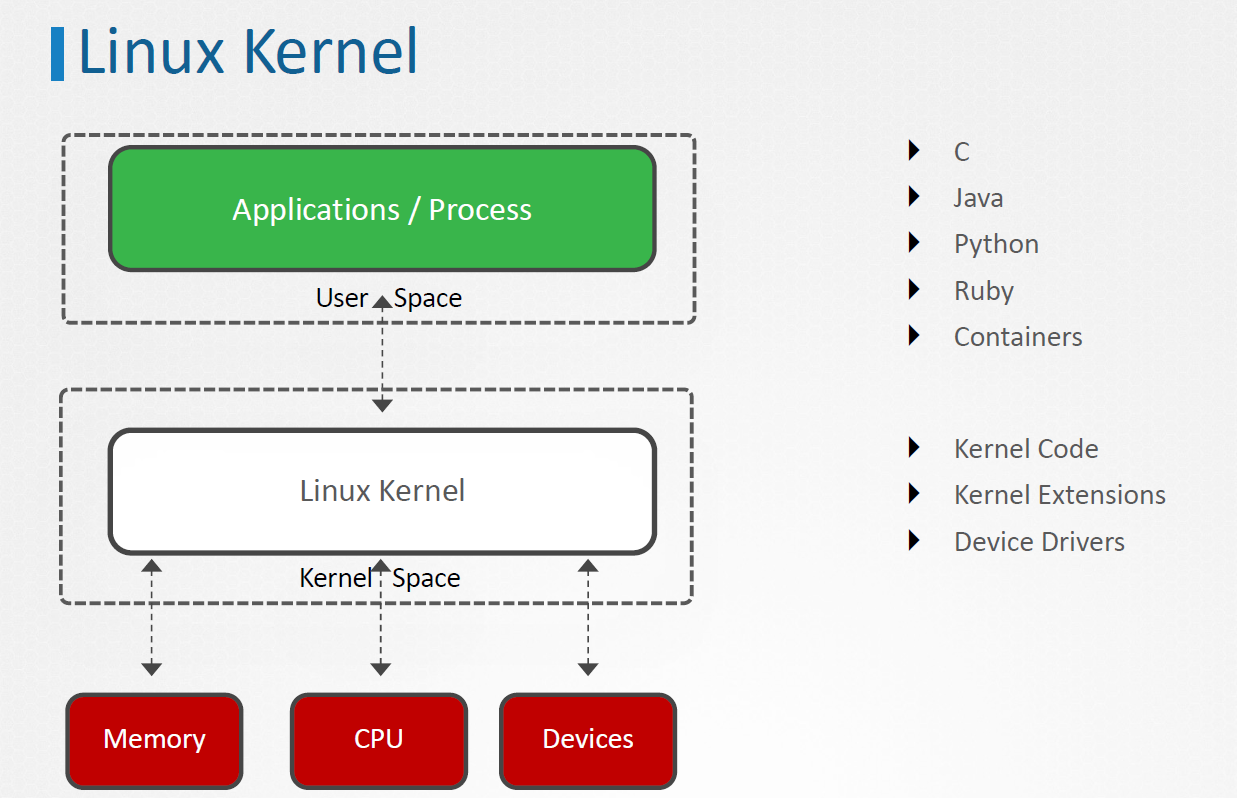 Linux Kernel
Applications / Process
User Space
Linux Kernel
Kernel Space
Memory
CPU
Devices
C
Java
Python
Ruby
Containers
Kernel Code
Kernel Extensions
Device Drivers